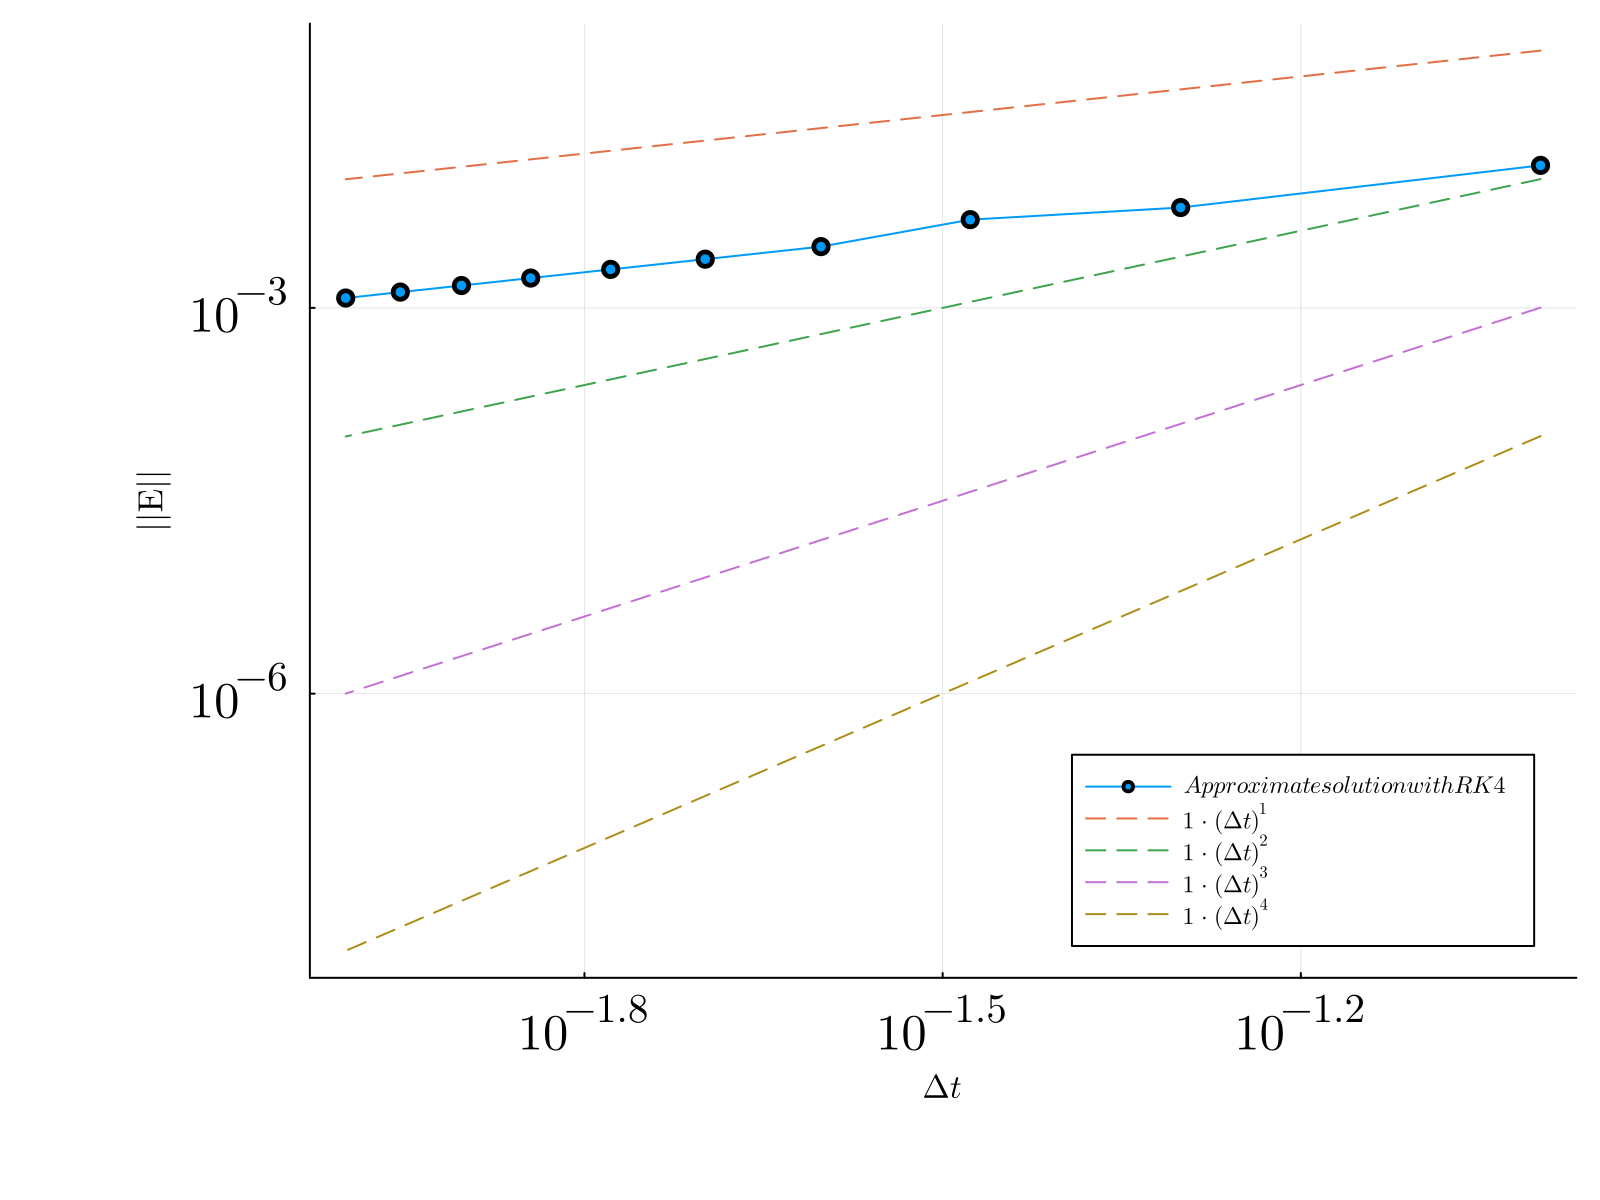 10⁻³
||E||
10⁻⁶
ApproximatesolutionwithRK4
1 · (Δt)¹
1 · (Δt)²
1 · (Δt)³
1 · (Δt)⁴
10⁻¹·⁸ 10⁻¹·⁵ 10⁻¹·²
Δt